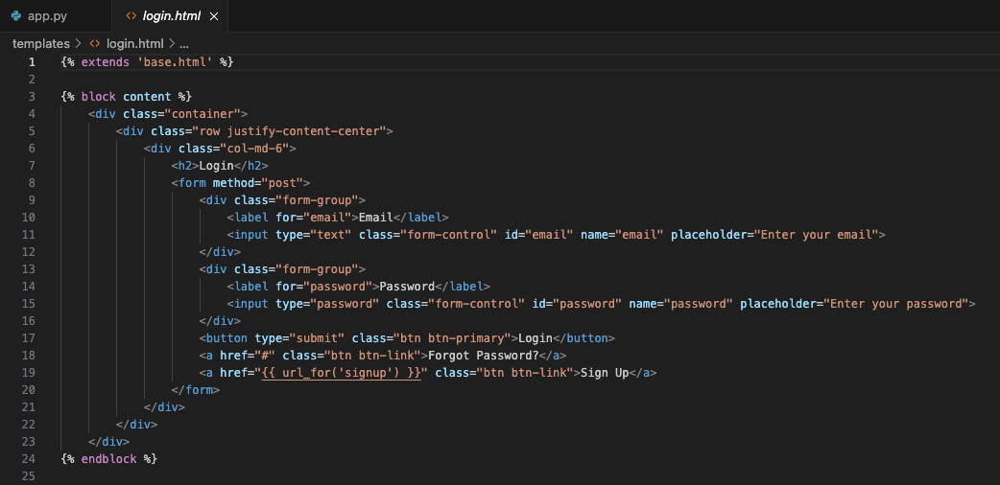 app.py
<> login.html ×
templates > <> login.html > ...
1 {% extends 'base.html' %}
2
3 {% block content %}
4     <div class="container">
5         <div class="row justify-content-center">
6             <div class="col-md-6">
7                 <h2>Login</h2>
8                 <form method="post">
9                     <div class="form-group">
10                         <label for="email">Email</label>
11                         <input type="text" class="form-control" id="email" name="email" placeholder="Enter your email">
12                     </div>
13                     <div class="form-group">
14                         <label for="password">Password</label>
15                         <input type="password" class="form-control" id="password" name="password" placeholder="Enter your password">
16                     </div>
17                     <button type="submit" class="btn btn-primary">Login</button>
18                     <a href="#" class="btn btn-link">Forgot Password?</a>
19                     <a href="{{ url_for('signup') }}" class="btn btn-link">Sign Up</a>
20                 </form>
21             </div>
22         </div>
23     </div>
24 {% endblock %}
25